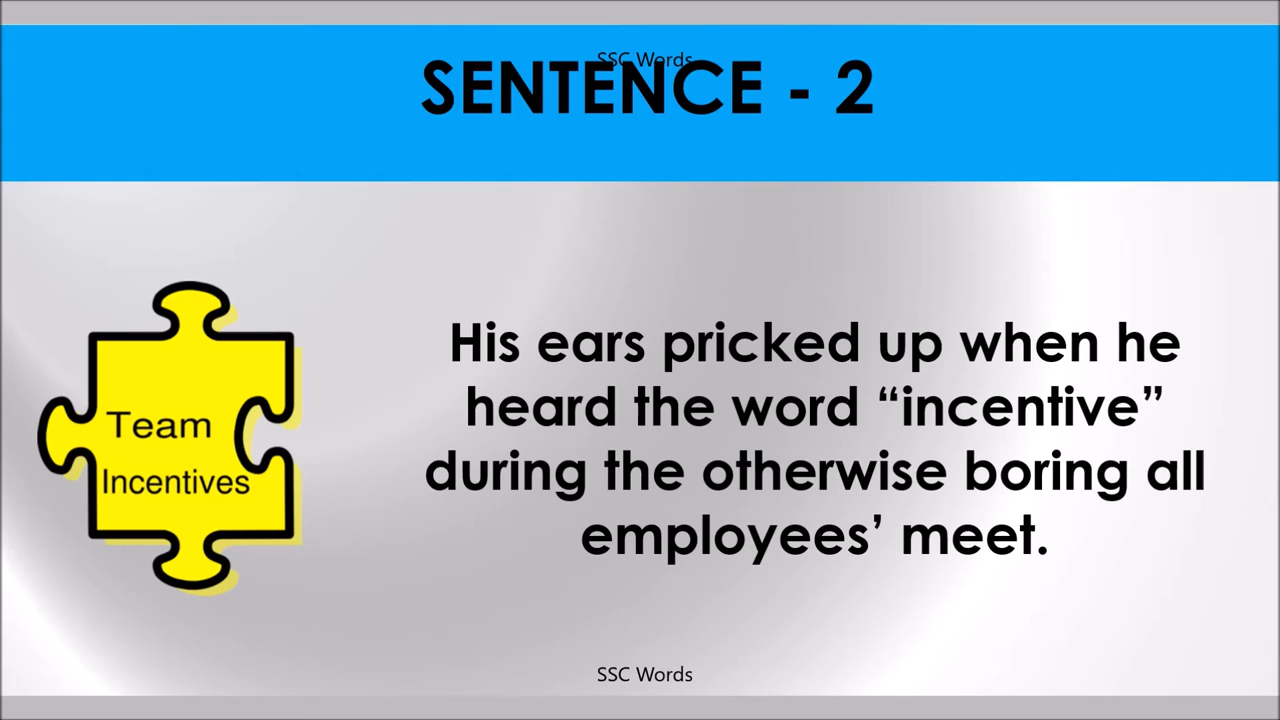 SSC Words
SENTENCE - 2
Team
Incentives
His ears pricked up when he
heard the word “incentive”
during the otherwise boring all
employees’ meet.
SSC Words